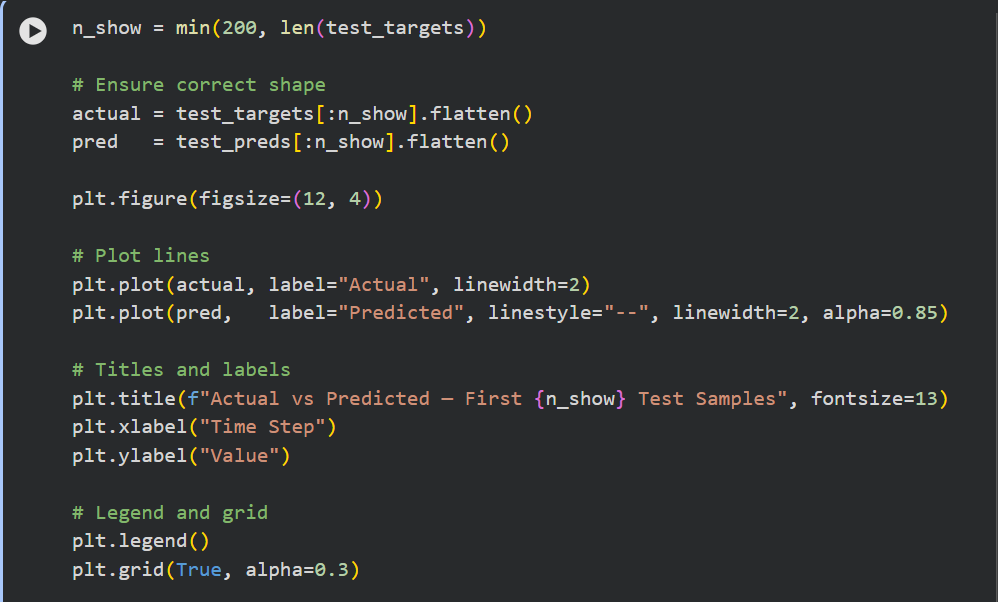 n_show = min(200, len(test_targets))
# Ensure correct shape
actual = test_targets[:n_show].flatten()
pred   = test_preds[:n_show].flatten()
plt.figure(figsize=(12, 4))
# Plot lines
plt.plot(actual, label="Actual", linewidth=2)
plt.plot(pred,   label="Predicted", linestyle="--", linewidth=2, alpha=0.85)
# Titles and labels
plt.title(f"Actual vs Predicted — First {n_show} Test Samples", fontsize=13)
plt.xlabel("Time Step")
plt.ylabel("Value")
# Legend and grid
plt.legend()
plt.grid(True, alpha=0.3)